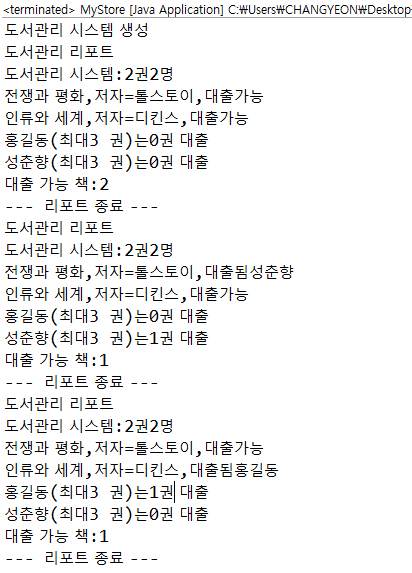 <terminated> MyStore [Java Application] C:₩Users₩CHANGYEON₩Desktop
도서관리 시스템 생성
도서관리 리포트
도서관리 시스템:2권2명
전쟁과 평화,저자=톨스토이,대출가능
인류와 세계,저자=디킨스,대출가능
홍길동(최대3 권)는0권 대출
성준향(최대3 권)는0권 대출
대출 가능 책:2
--- 리포트 종료 ---
도서관리 리포트
도서관리 시스템:2권2명
전쟁과 평화,저자=톨스토이,대출됨성준향
인류와 세계,저자=디킨스,대출가능
홍길동(최대3 권)는0권 대출
성준향(최대3 권)는1권 대출
대출 가능 책:1
--- 리포트 종료 ---
도서관리 리포트
도서관리 시스템:2권2명
전쟁과 평화,저자=톨스토이,대출가능
인류와 세계,저자=디킨스,대출됨홍길동
홍길동(최대3 권)는1권 대출
성준향(최대3 권)는0권 대출
대출 가능 책:1
--- 리포트 종료 ---